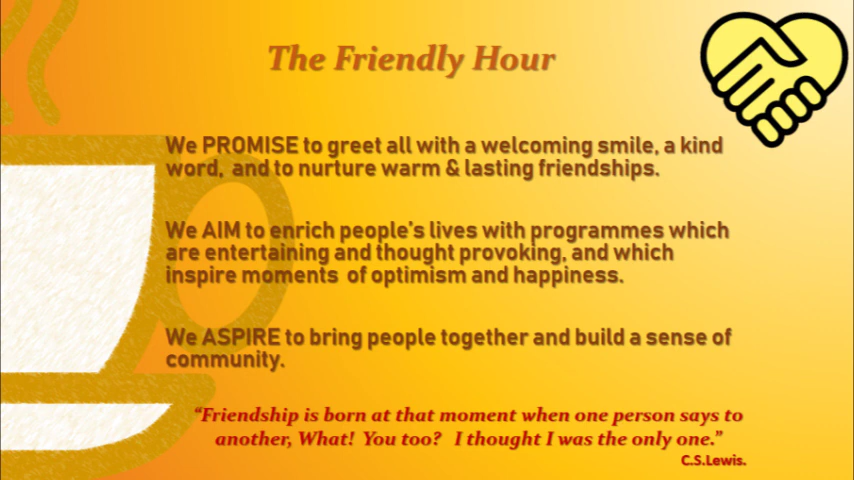 The Friendly Hour
We PROMISE to greet all with a welcoming smile, a kind
word,  and to nurture warm & lasting friendships.
We AIM to enrich people's lives with programmes which
are entertaining and thought provoking, and which
inspire moments  of optimism and happiness.
We ASPIRE to bring people together and build a sense of
community.
“Friendship is born at that moment when one person says to
another, What!  You too?   I thought I was the only one.”
C.S.Lewis.